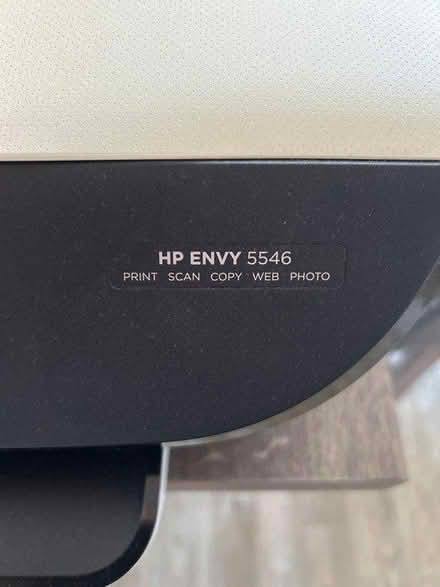 HP ENVY 5546
PRINT SCAN COPY WEB PHOTO